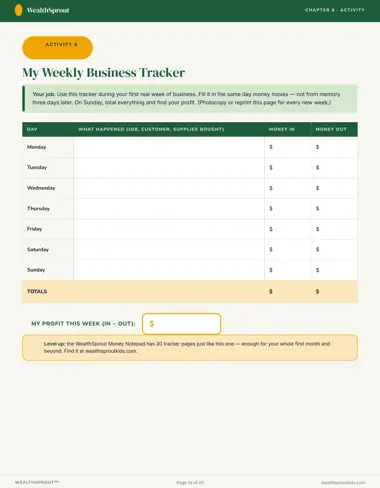 WealthSprout
CHAPTER 6 · ACTIVITY
ACTIVITY 6
My Weekly Business Tracker
Your job: Use this tracker during your first real week of business. Fill it in the same day money moves — not from memory
three days later. On Sunday, total everything and find your profit. (Photocopy or reprint this page for every new week.)
DAY WHAT HAPPENED (JOB, CUSTOMER, SUPPLIES BOUGHT) MONEY IN MONEY OUT
Monday $ $
Tuesday $ $
Wednesday $ $
Thursday $ $
Friday $ $
Saturday $ $
Sunday $ $
TOTALS $ $
MY PROFIT THIS WEEK (IN − OUT): $
Level up: the WealthSprout Money Notepad has 30 tracker pages just like this one — enough for your whole first month and
beyond. Find it at wealthsproutkids.com.
WEALTHSPROUT™ Page 14 of 20 wealthsproutkids.com